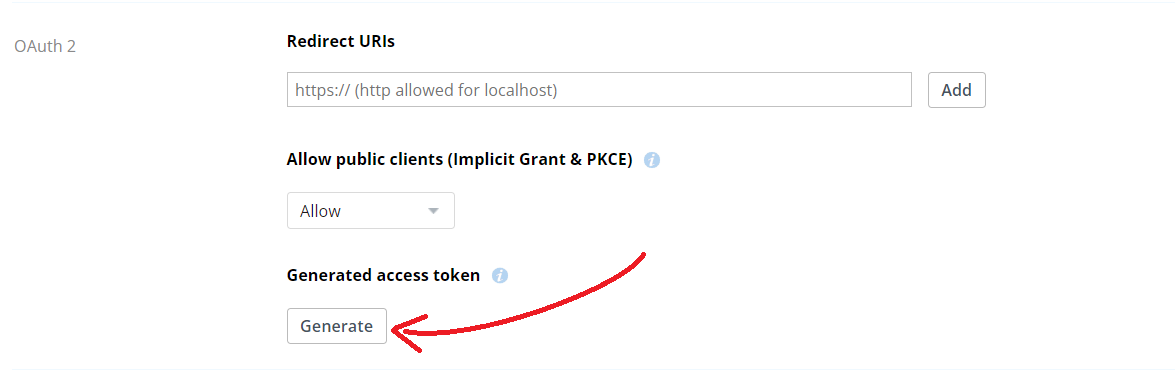 OAuth 2
Redirect URIs
https:// (http allowed for localhost)
Add
Allow public clients (Implicit Grant & PKCE)
Allow
Generated access token
Generate